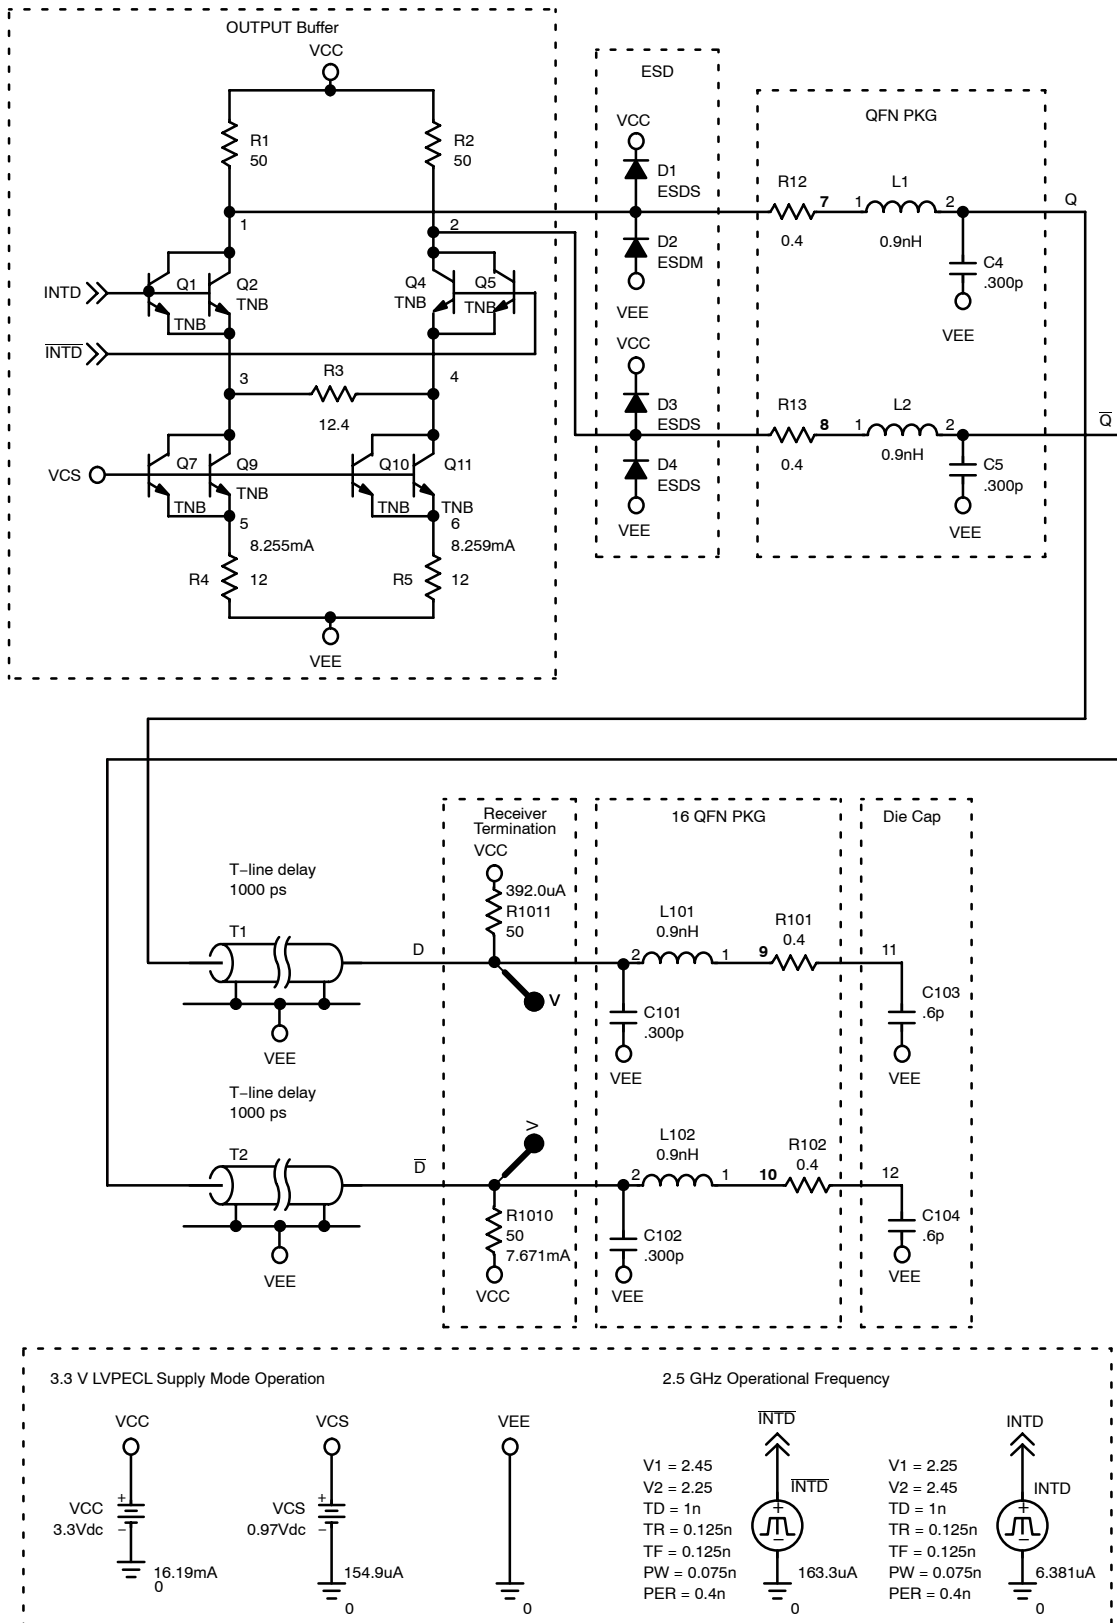 OUTPUT Buffer
VCC
R1
50
R2
50
1
2
INTD
Q1
Q2
TNB
TNB
Q4
TNB
Q5
TNB
INTD
3
R3
12.4
4
VCS
Q7
TNB
Q9
TNB
Q10
Q11
TNB
5
6
8.255mA
8.259mA
R4
12
R5
12
VEE
ESD
VCC
D1
ESDS
D2
ESDM
VEE
VCC
D3
ESDS
D4
ESDS
VEE
QFN PKG
R12
0.4
7
1
L1
2
0.9nH
Q
C4
.300p
VEE
R13
0.4
8
1
L2
2
0.9nH
Q
C5
.300p
VEE
T−line delay
1000 ps
T1
VEE
D
T−line delay
1000 ps
T2
VEE
D
Receiver
Termination
VCC
392.0uA
R1011
50
V
V
R1010
50
7.671mA
VCC
16 QFN PKG
L101
0.9nH
2
1
9
R101
0.4
C101
.300p
VEE
L102
0.9nH
2
1
10
R102
0.4
C102
.300p
VEE
Die Cap
11
C103
.6p
VEE
12
C104
.6p
VEE
3.3 V LVPECL Supply Mode Operation
VCC
VCC
3.3Vdc
+
−
16.19mA
0
VCS
VCS
0.97Vdc
+
−
154.9uA
0
VEE
0
2.5 GHz Operational Frequency
INTD
V1 = 2.45
V2 = 2.25
TD = 1n
TR = 0.125n
TF = 0.125n
PW = 0.075n
PER = 0.4n
INTD
+
−
163.3uA
0
INTD
V1 = 2.25
V2 = 2.45
TD = 1n
TR = 0.125n
TF = 0.125n
PW = 0.075n
PER = 0.4n
INTD
+
−
6.381uA
0